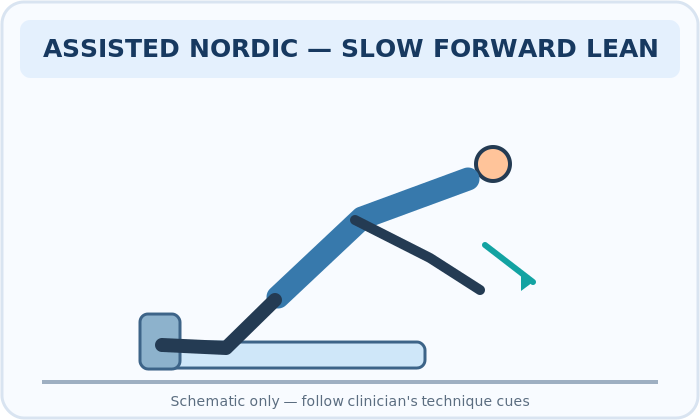 ASSISTED NORDIC — SLOW FORWARD LEAN
Schematic only — follow clinician's technique cues